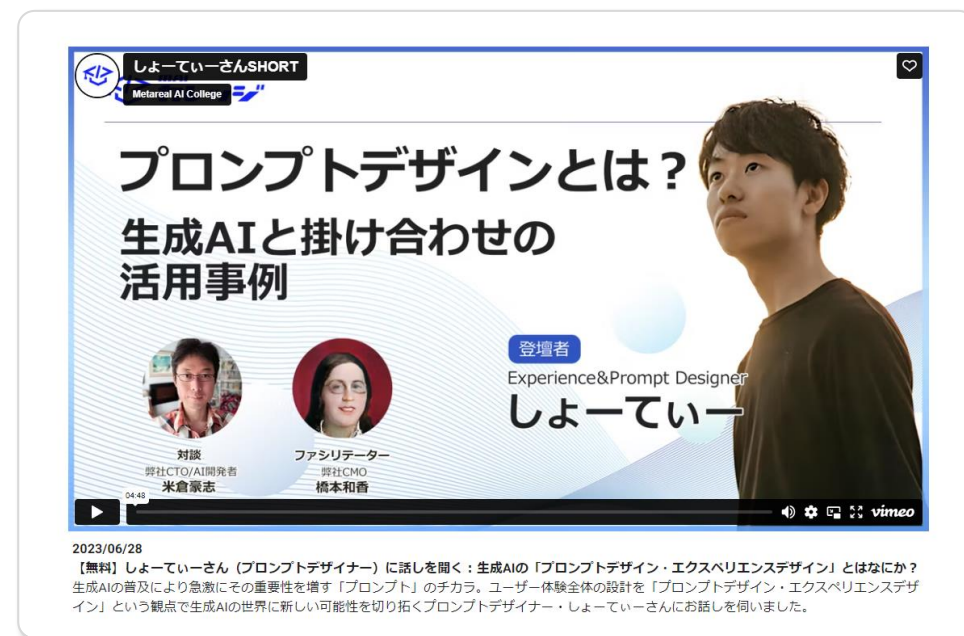 しょーてぃーさんSHORT
Metareal AI College
プロンプトデザインとは？
生成AIと掛け合わせの
活用事例
登壇者
Experience&Prompt Designer
しょーてぃー
対談
弊社CTO/AI開発者
米倉豪志
ファシリテーター
弊社CMO
橋本和香
04:48
vimeo
2023/06/28
【無料】しょーてぃーさん（プロンプトデザイナー）に話しを聞く：生成AIの「プロンプトデザイン・エクスペリエンスデザイン」とはなにか？
生成AIの普及により急激にその重要性を増す「プロンプト」のチカラ。ユーザー体験全体の設計を「プロンプトデザイン・エクスペリエンスデザ
イン」という観点で生成AIの世界に新しい可能性を切り拓くプロンプトデザイナー・しょーてぃーさんにお話しを伺いました。